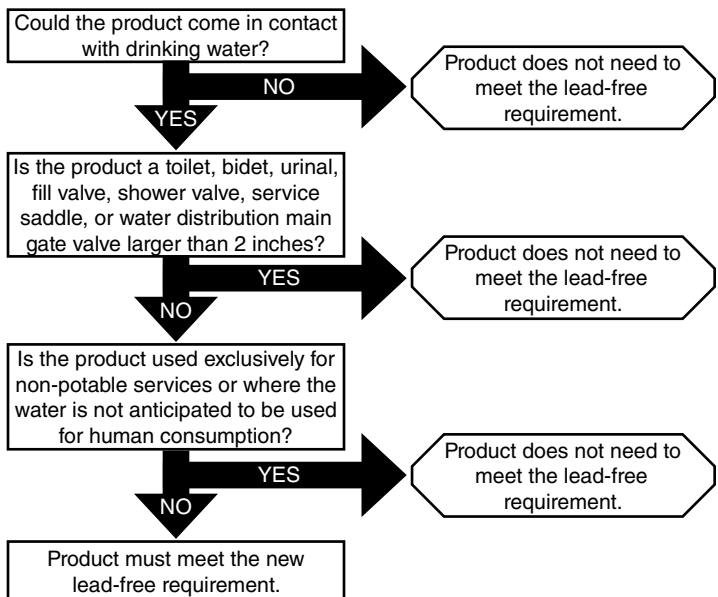 Could the product come in contact
with drinking water?
NO
Product does not need to
meet the lead-free
requirement.
YES
Is the product a toilet, bidet, urinal,
fill valve, shower valve, service
saddle, or water distribution main
gate valve larger than 2 inches?
YES
Product does not need to
meet the lead-free
requirement.
NO
Is the product used exclusively for
non-potable services or where the
water is not anticipated to be used
for human consumption?
YES
Product does not need to
meet the lead-free
requirement.
NO
Product must meet the new
lead-free requirement.